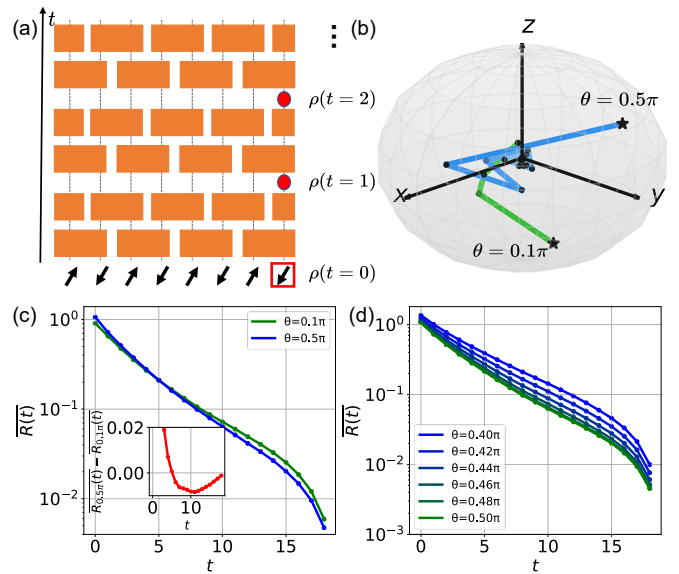 (a)
t
⋮
ρ(t = 2)
ρ(t = 1)
ρ(t = 0)
(b)
z
θ = 0.5π
x
y
θ = 0.1π
(c)
10⁰
10⁻¹
10⁻²
R(t)
θ=0.1π
θ=0.5π
0.02
0.00
R₀.₅π(t) − R₀.₁π(t)
0
10
20
t
0
5
10
15
t
(d)
10⁰
10⁻¹
10⁻²
10⁻³
R(t)
θ=0.40π
θ=0.42π
θ=0.44π
θ=0.46π
θ=0.48π
θ=0.50π
0
5
10
15
t